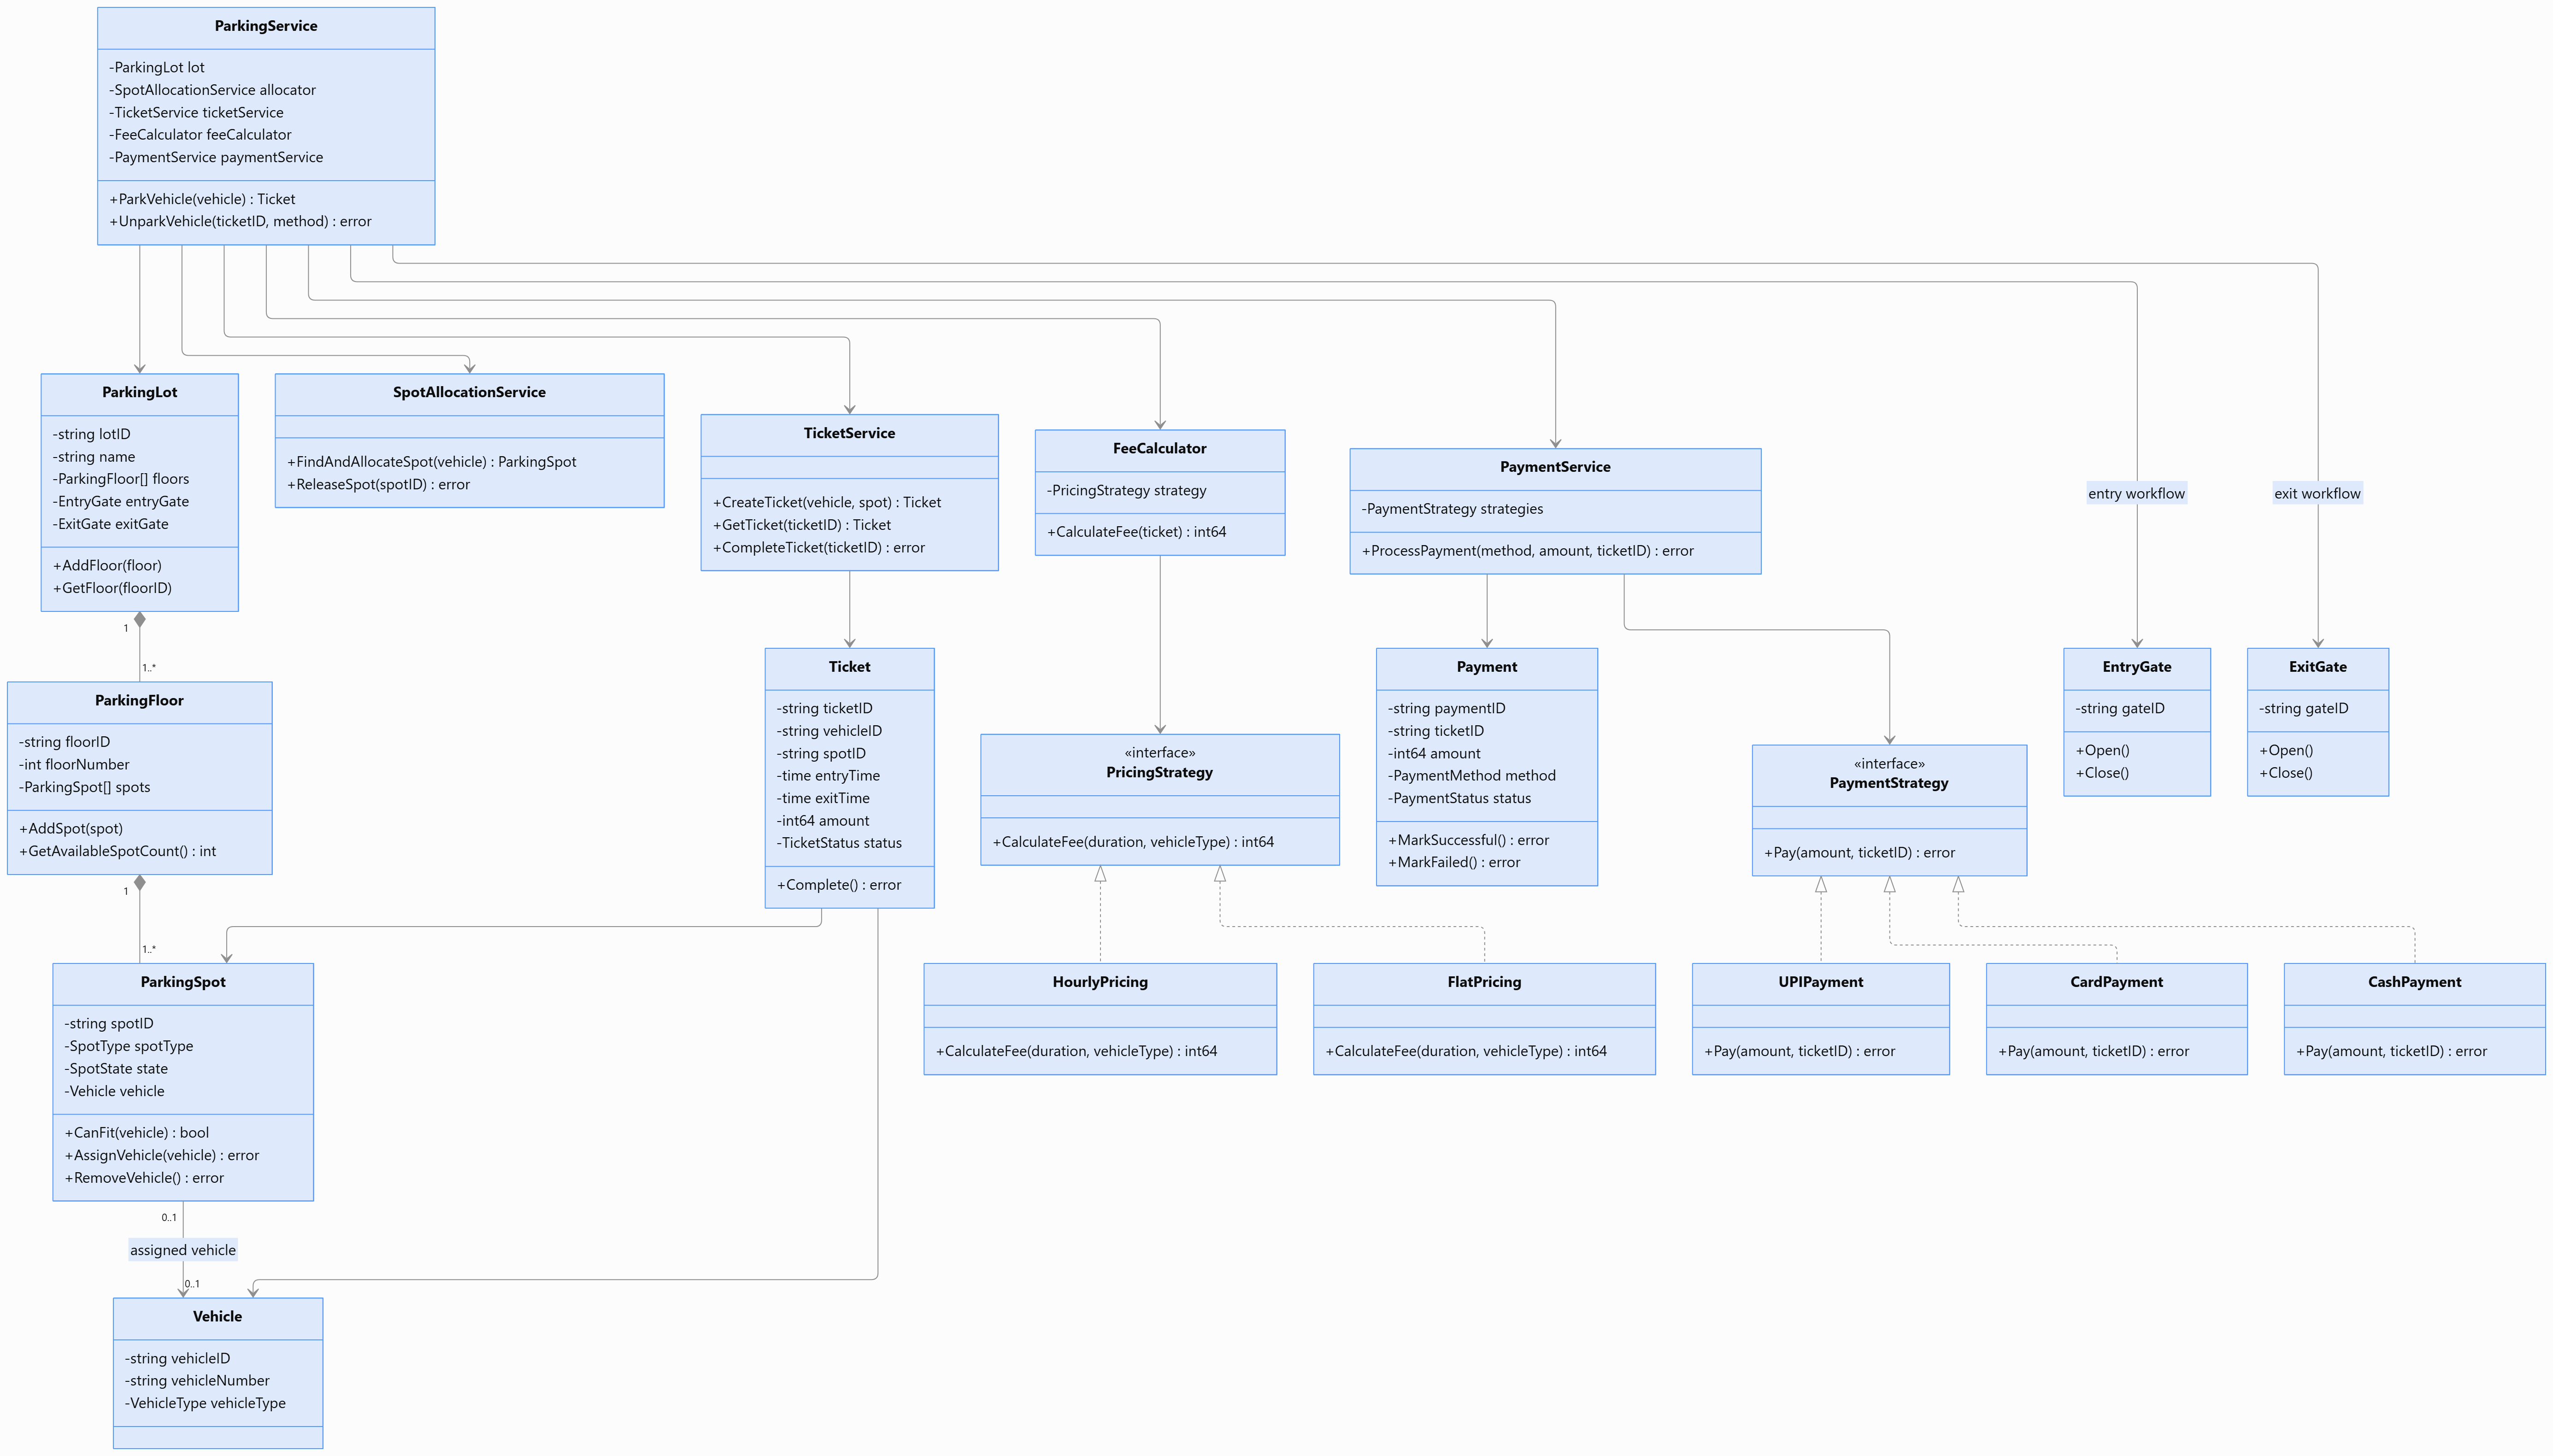 ParkingService
-ParkingLot lot
-SpotAllocationService allocator
-TicketService ticketService
-FeeCalculator feeCalculator
-PaymentService paymentService
+ParkVehicle(vehicle) : Ticket
+UnparkVehicle(ticketID, method) : error
ParkingLot
-string lotID
-string name
-ParkingFloor[] floors
-EntryGate entryGate
-ExitGate exitGate
+AddFloor(floor)
+GetFloor(floorID)
SpotAllocationService
+FindAndAllocateSpot(vehicle) : ParkingSpot
+ReleaseSpot(spotID) : error
TicketService
+CreateTicket(vehicle, spot) : Ticket
+GetTicket(ticketID) : Ticket
+CompleteTicket(ticketID) : error
FeeCalculator
-PricingStrategy strategy
+CalculateFee(ticket) : int64
PaymentService
-PaymentStrategy strategies
+ProcessPayment(method, amount, ticketID) : error
entry workflow
exit workflow
1
1..*
ParkingFloor
-string floorID
-int floorNumber
-ParkingSpot[] spots
+AddSpot(spot)
+GetAvailableSpotCount() : int
Ticket
-string ticketID
-string vehicleID
-string spotID
-time entryTime
-time exitTime
-int64 amount
-TicketStatus status
+Complete() : error
«interface»
PricingStrategy
+CalculateFee(duration, vehicleType) : int64
Payment
-string paymentID
-string ticketID
-int64 amount
-PaymentMethod method
-PaymentStatus status
+MarkSuccessful() : error
+MarkFailed() : error
«interface»
PaymentStrategy
+Pay(amount, ticketID) : error
EntryGate
-string gateID
+Open()
+Close()
ExitGate
-string gateID
+Open()
+Close()
1
1..*
ParkingSpot
-string spotID
-SpotType spotType
-SpotState state
-Vehicle vehicle
+CanFit(vehicle) : bool
+AssignVehicle(vehicle) : error
+RemoveVehicle() : error
HourlyPricing
+CalculateFee(duration, vehicleType) : int64
FlatPricing
+CalculateFee(duration, vehicleType) : int64
UPIPayment
+Pay(amount, ticketID) : error
CardPayment
+Pay(amount, ticketID) : error
CashPayment
+Pay(amount, ticketID) : error
0..1
assigned vehicle
0..1
Vehicle
-string vehicleID
-string vehicleNumber
-VehicleType vehicleType